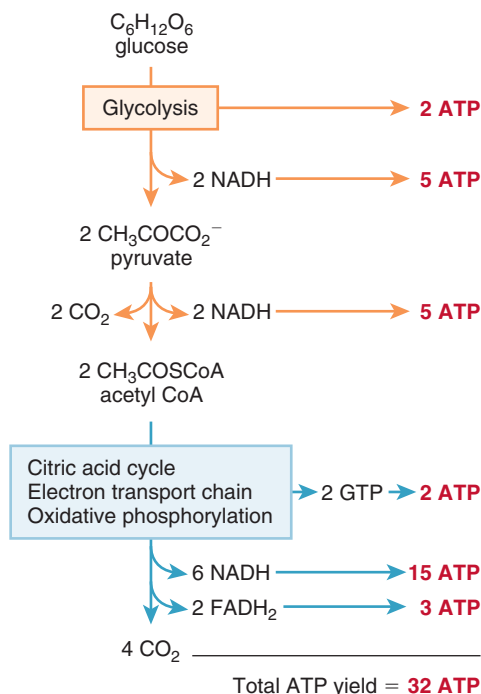 C₆H₁₂O₆
glucose
Glycolysis
2 ATP
2 NADH
5 ATP
2 CH₃COCO₂⁻
pyruvate
2 CO₂
2 NADH
5 ATP
2 CH₃COSCoA
acetyl CoA
Citric acid cycle
Electron transport chain
Oxidative phosphorylation
2 GTP
2 ATP
6 NADH
15 ATP
2 FADH₂
3 ATP
4 CO₂
Total ATP yield = 32 ATP